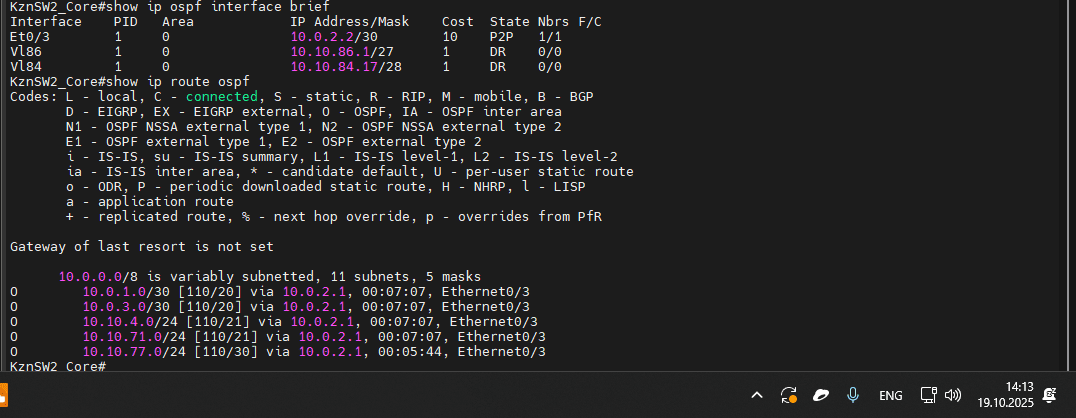 KznSW2_Core#show ip ospf interface brief
Interface    PID   Area            IP Address/Mask    Cost  State Nbrs F/C
Et0/3        1     0               10.0.2.2/30        10    P2P   1/1
Vl86         1     0               10.10.86.1/27      1     DR    0/0
Vl84         1     0               10.10.84.17/28     1     DR    0/0
KznSW2_Core#show ip route ospf
Codes: L - local, C - connected, S - static, R - RIP, M - mobile, B - BGP
       D - EIGRP, EX - EIGRP external, O - OSPF, IA - OSPF inter area
       N1 - OSPF NSSA external type 1, N2 - OSPF NSSA external type 2
       E1 - OSPF external type 1, E2 - OSPF external type 2
       i - IS-IS, su - IS-IS summary, L1 - IS-IS level-1, L2 - IS-IS level-2
       ia - IS-IS inter area, * - candidate default, U - per-user static route
       o - ODR, P - periodic downloaded static route, H - NHRP, l - LISP
       a - application route
       + - replicated route, % - next hop override, p - overrides from PfR
Gateway of last resort is not set
      10.0.0.0/8 is variably subnetted, 11 subnets, 5 masks
O        10.0.1.0/30 [110/20] via 10.0.2.1, 00:07:07, Ethernet0/3
O        10.0.3.0/30 [110/20] via 10.0.2.1, 00:07:07, Ethernet0/3
O        10.10.4.0/24 [110/21] via 10.0.2.1, 00:07:07, Ethernet0/3
O        10.10.71.0/24 [110/21] via 10.0.2.1, 00:07:07, Ethernet0/3
O        10.10.77.0/24 [110/30] via 10.0.2.1, 00:05:44, Ethernet0/3
KznSW2_Core#
ENG
14:13
19.10.2025